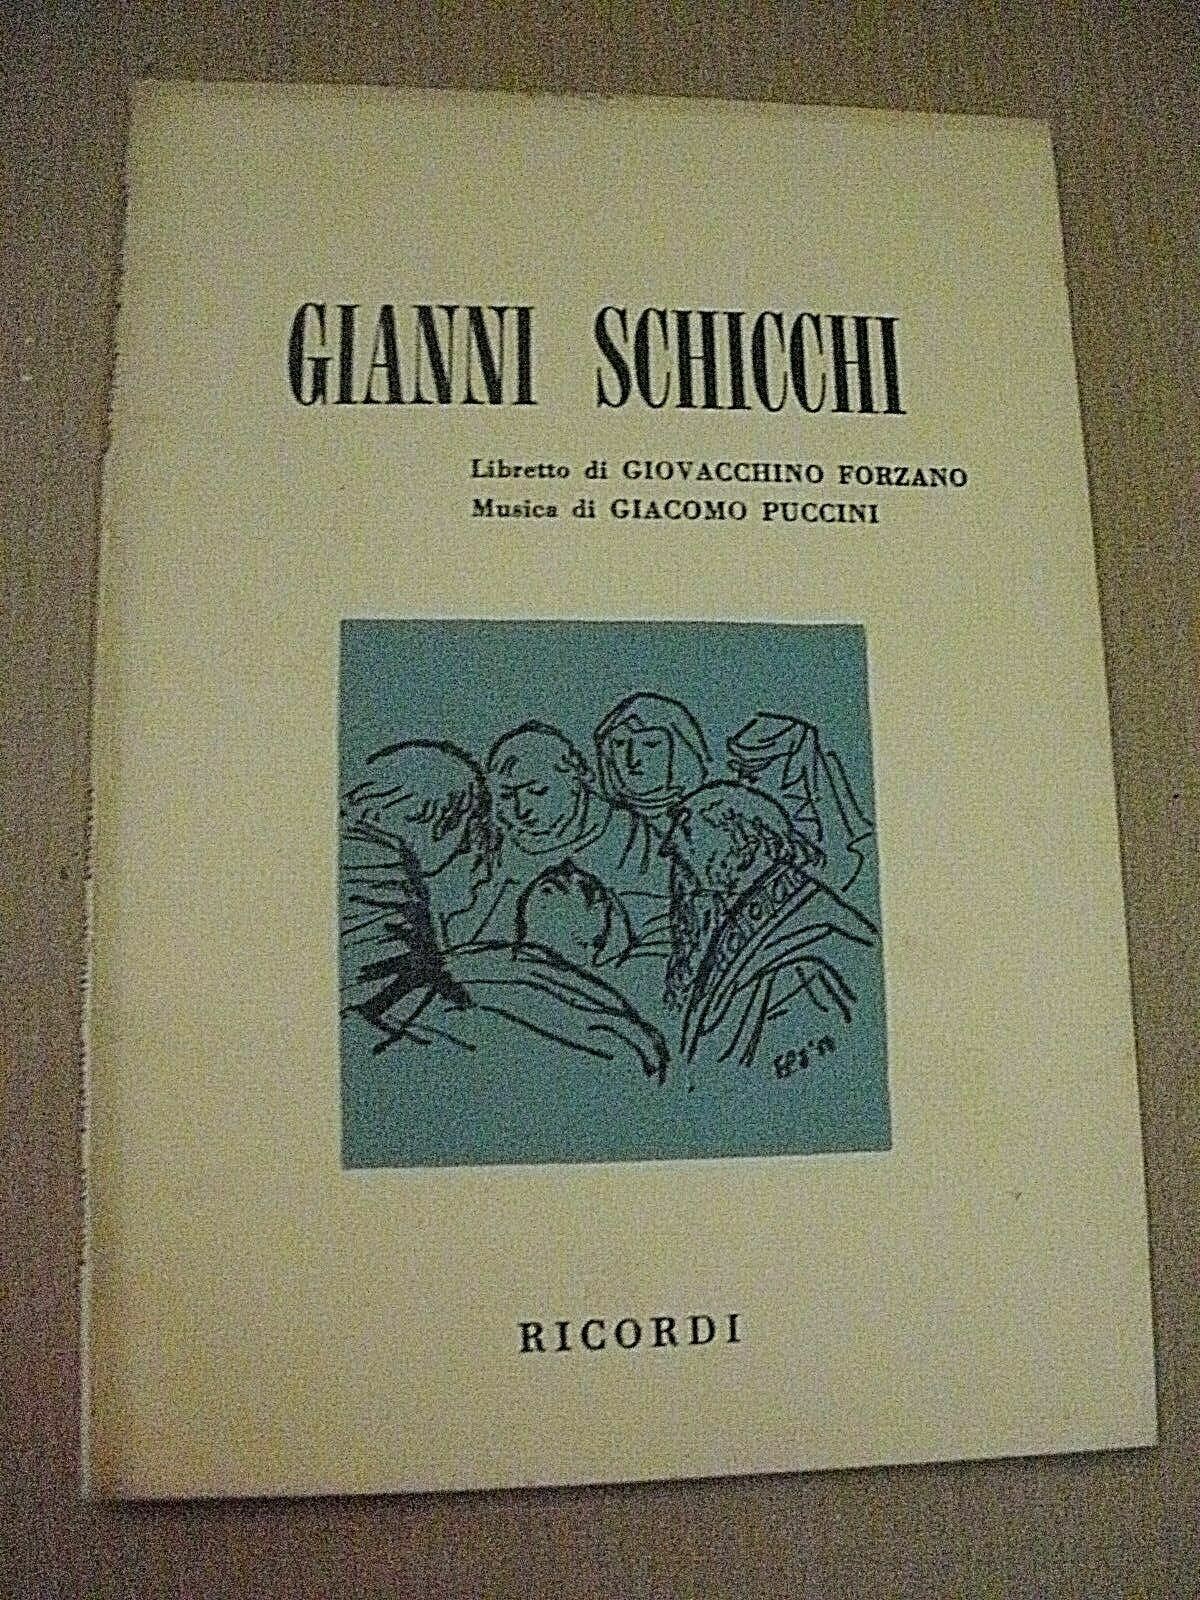 GIANNI SCHICCHI
Libretto di GIOVACCHINO FORZANO
Musica di GIACOMO PUCCINI
RICORDI